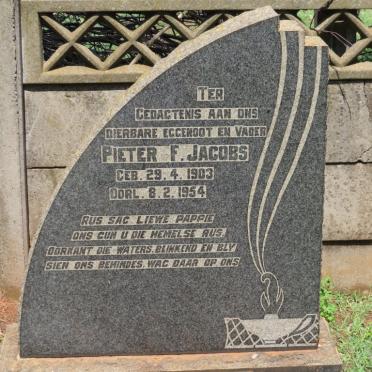 TER
GEDAGTENIS AAN ONS
DIERBARE EGGENOOT EN VADER
PIETER F. JACOBS
GEB. 29. 4. 1903
OORL. 8. 2. 1954
RUS SAG LIEWE PAPPIE
ONS GUN U DIE HEMELSE RUS,
OORKANT DIE WATERS, BLINKEND EN BLY
SIEN ONS BEMINDES, WAG DAAR OP ONS